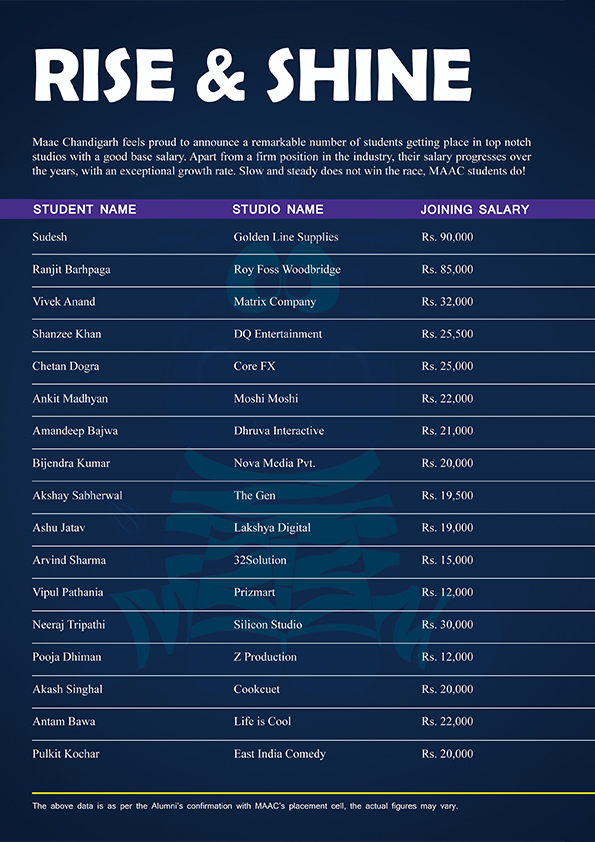 RISE & SHINE
Maac Chandigarh feels proud to announce a remarkable number of students getting place in top notch
studios with a good base salary. Apart from a firm position in the industry, their salary progresses over
the years, with an exceptional growth rate. Slow and steady does not win the race, MAAC students do!
STUDENT NAME STUDIO NAME JOINING SALARY
Sudesh Golden Line Supplies Rs. 90,000
Ranjit Barhpaga Roy Foss Woodbridge Rs. 85,000
Vivek Anand Matrix Company Rs. 32,000
Shanzee Khan DQ Entertainment Rs. 25,500
Chetan Dogra Core FX Rs. 25,000
Ankit Madhyan Moshi Moshi Rs. 22,000
Amandeep Bajwa Dhruva Interactive Rs. 21,000
Bijendra Kumar Nova Media Pvt. Rs. 20,000
Akshay Sabherwal The Gen Rs. 19,500
Ashu Jatav Lakshya Digital Rs. 19,000
Arvind Sharma 32Solution Rs. 15,000
Vipul Pathania Prizmart Rs. 12,000
Neeraj Tripathi Silicon Studio Rs. 30,000
Pooja Dhiman Z Production Rs. 12,000
Akash Singhal Cookcuet Rs. 20,000
Antam Bawa Life is Cool Rs. 22,000
Pulkit Kochar East India Comedy Rs. 20,000
The above data is as per the Alumni's confirmation with MAAC's placement cell, the actual figures may vary.